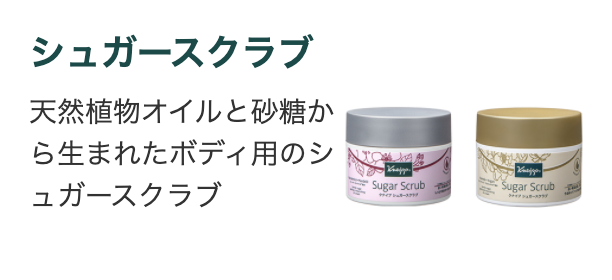 シュガースクラブ
天然植物オイルと砂糖か
ら生まれたボディ用のシ
ュガースクラブ
Kneipp
Sugar Scrub
クナイプ シュガースクラブ
Kneipp
Sugar Scrub
クナイプ シュガースクラブ